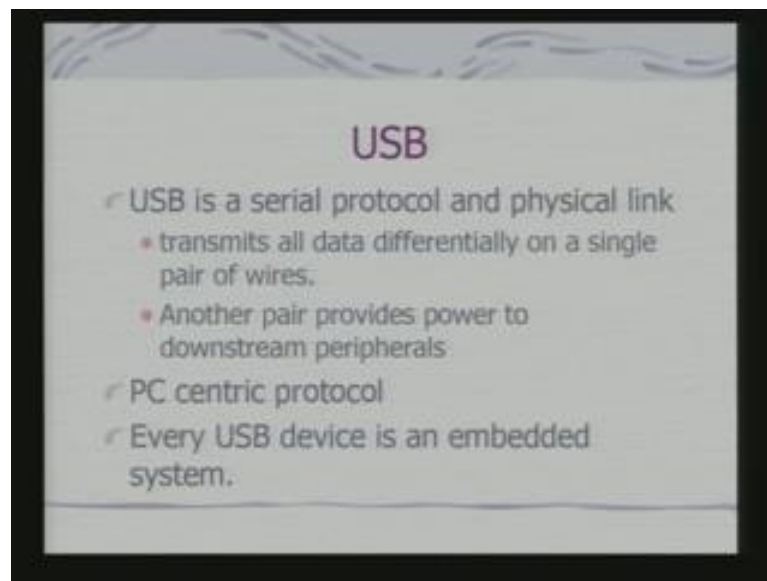 USB
USB is a serial protocol and physical link
transmits all data differentially on a single
pair of wires.
Another pair provides power to
downstream peripherals
PC centric protocol
Every USB device is an embedded
system.